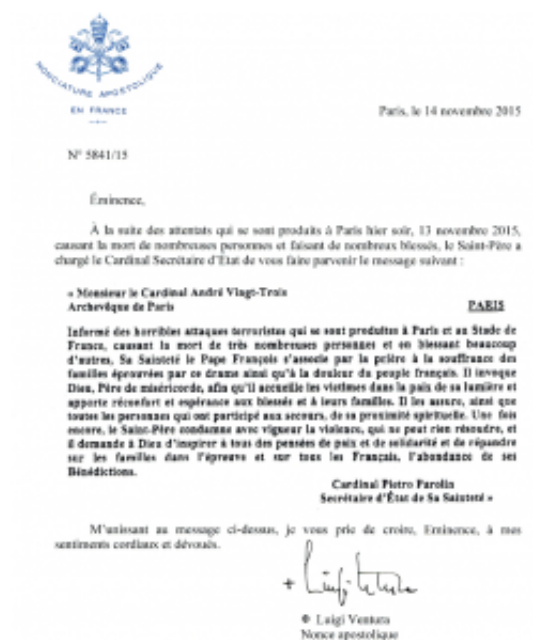 NONCIATURE APOSTOLIQUE
EN FRANCE
Paris, le 14 novembre 2015
N° 5841/15
Éminence,
À la suite des attentats qui se sont produits à Paris hier soir, 13 novembre 2015,
causant la mort de nombreuses personnes et faisant de nombreux blessés, le Saint-Père a
chargé le Cardinal Secrétaire d'Etat de vous faire parvenir le message suivant :
« Monsieur le Cardinal André Vingt-Trois
Archevêque de Paris PARIS
Informé des horribles attaques terroristes qui se sont produites à Paris et au Stade de
France, causant la mort de très nombreuses personnes et en blessant beaucoup
d'autres, Sa Sainteté le Pape François s'associe par la prière à la souffrance des
familles éprouvées par ce drame ainsi qu'à la douleur du peuple français. Il invoque
Dieu, Père de miséricorde, afin qu'il accueille les victimes dans la paix de sa lumière et
apporte réconfort et espérance aux blessés et à leurs familles. Il les assure, ainsi que
toutes les personnes qui ont participé aux secours, de sa proximité spirituelle. Une fois
encore, le Saint-Père condamne avec vigueur la violence, qui ne peut rien résoudre, et
il demande à Dieu d'inspirer à tous des pensées de paix et de solidarité et de répandre
sur les familles dans l'épreuve et sur tous les Français, l'abondance de ses
Bénédictions.
Cardinal Pietro Parolin
Secrétaire d'État de Sa Sainteté »
M'unissant au message ci-dessus, je vous prie de croire, Eminence, à mes
sentiments cordiaux et dévoués.
+ Luigi Ventura
✠ Luigi Ventura
Nonce apostolique